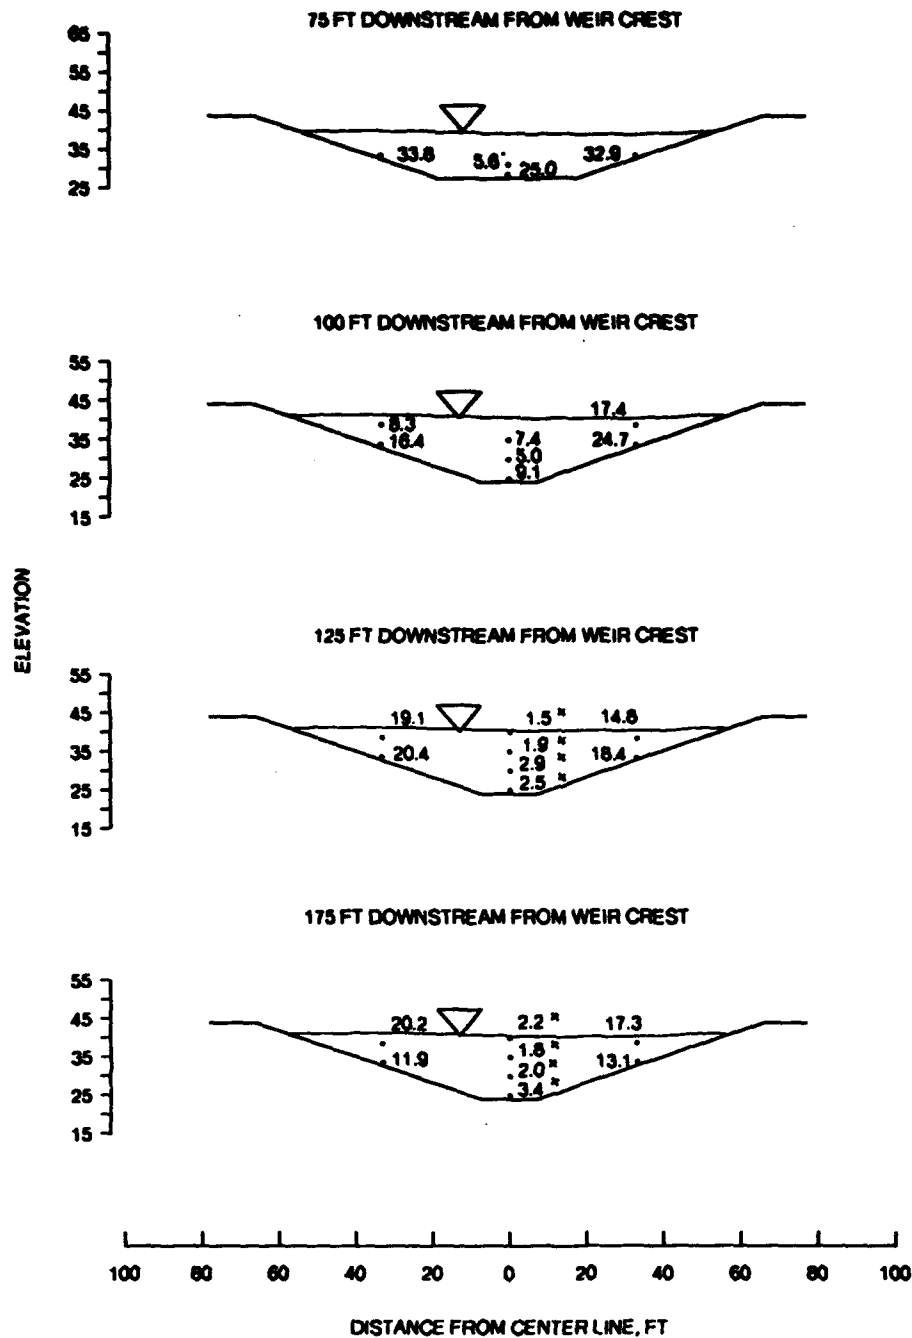 75 FT DOWNSTREAM FROM WEIR CREST
65
55
45
35
25
33.8
5.6
25.0
32.9
100 FT DOWNSTREAM FROM WEIR CREST
55
45
35
25
15
17.4
8.3
16.4
7.4
5.0
9.1
24.7
ELEVATION
125 FT DOWNSTREAM FROM WEIR CREST
55
45
35
25
15
19.1
1.5 x
14.8
20.4
1.9 x
2.9 x
2.5 x
18.4
175 FT DOWNSTREAM FROM WEIR CREST
55
45
35
25
15
20.2
2.2 x
17.3
11.9
1.8 x
2.0 x
3.4 x
13.1
100 80 60 40 20 0 20 40 60 80 100
DISTANCE FROM CENTER LINE, FT